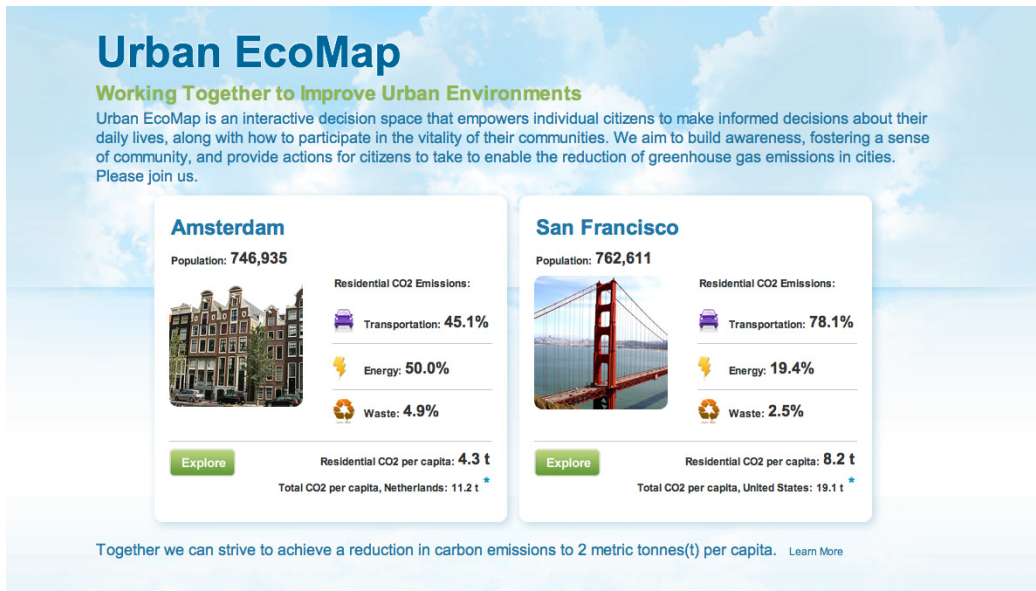 Urban EcoMap
Working Together to Improve Urban Environments
Urban EcoMap is an interactive decision space that empowers individual citizens to make informed decisions about their
daily lives, along with how to participate in the vitality of their communities. We aim to build awareness, fostering a sense
of community, and provide actions for citizens to take to enable the reduction of greenhouse gas emissions in cities.
Please join us.
Amsterdam
Population: 746,935
Residential CO2 Emissions:
Transportation: 45.1%
Energy: 50.0%
Waste: 4.9%
Explore
Residential CO2 per capita: 4.3 t
Total CO2 per capita, Netherlands: 11.2 t *
San Francisco
Population: 762,611
Residential CO2 Emissions:
Transportation: 78.1%
Energy: 19.4%
Waste: 2.5%
Explore
Residential CO2 per capita: 8.2 t
Total CO2 per capita, United States: 19.1 t *
Together we can strive to achieve a reduction in carbon emissions to 2 metric tonnes(t) per capita. Learn More